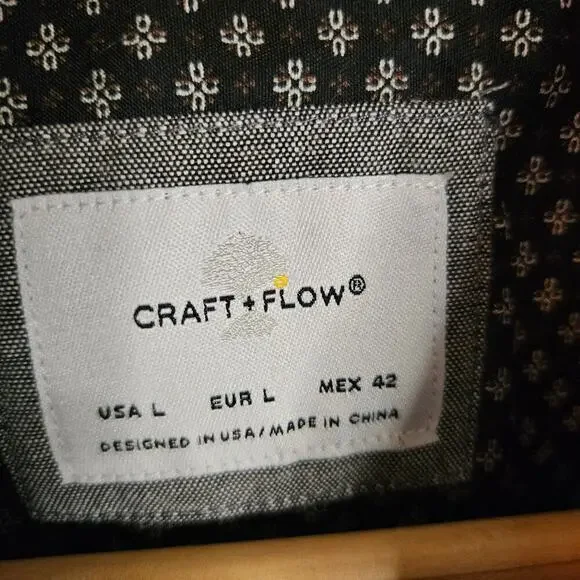 CRAFT + FLOW®
USA L EUR L MEX 42
DESIGNED IN USA / MADE IN CHINA